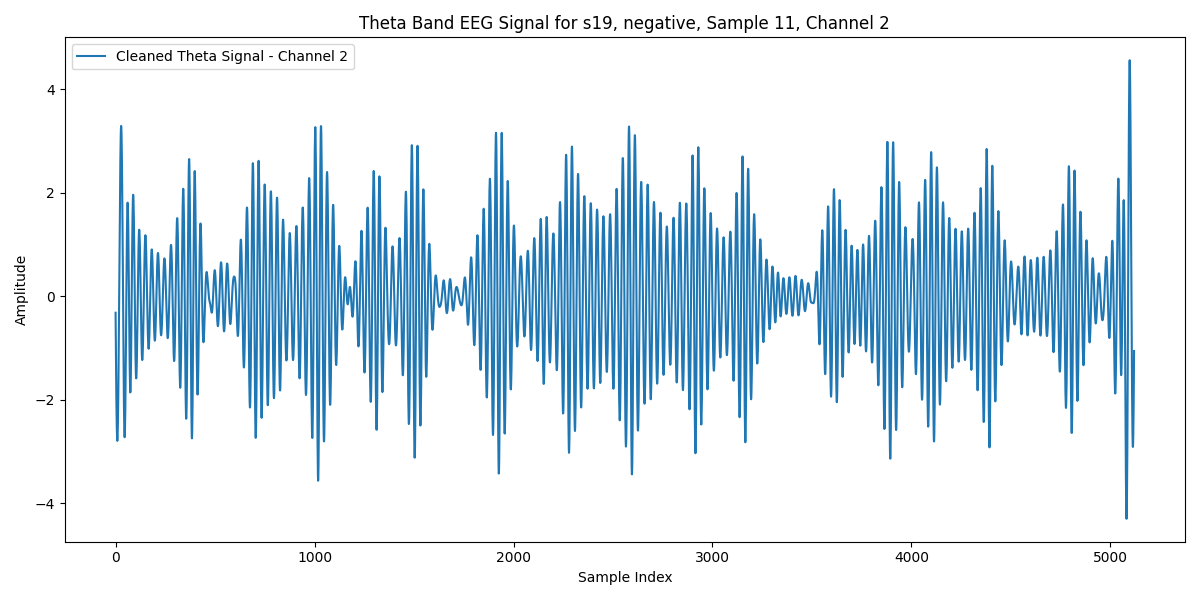 Theta Band EEG Signal for s19, negative, Sample 11, Channel 2
Cleaned Theta Signal - Channel 2
Amplitude
4
2
0
−2
−4
0 1000 2000 3000 4000 5000
Sample Index